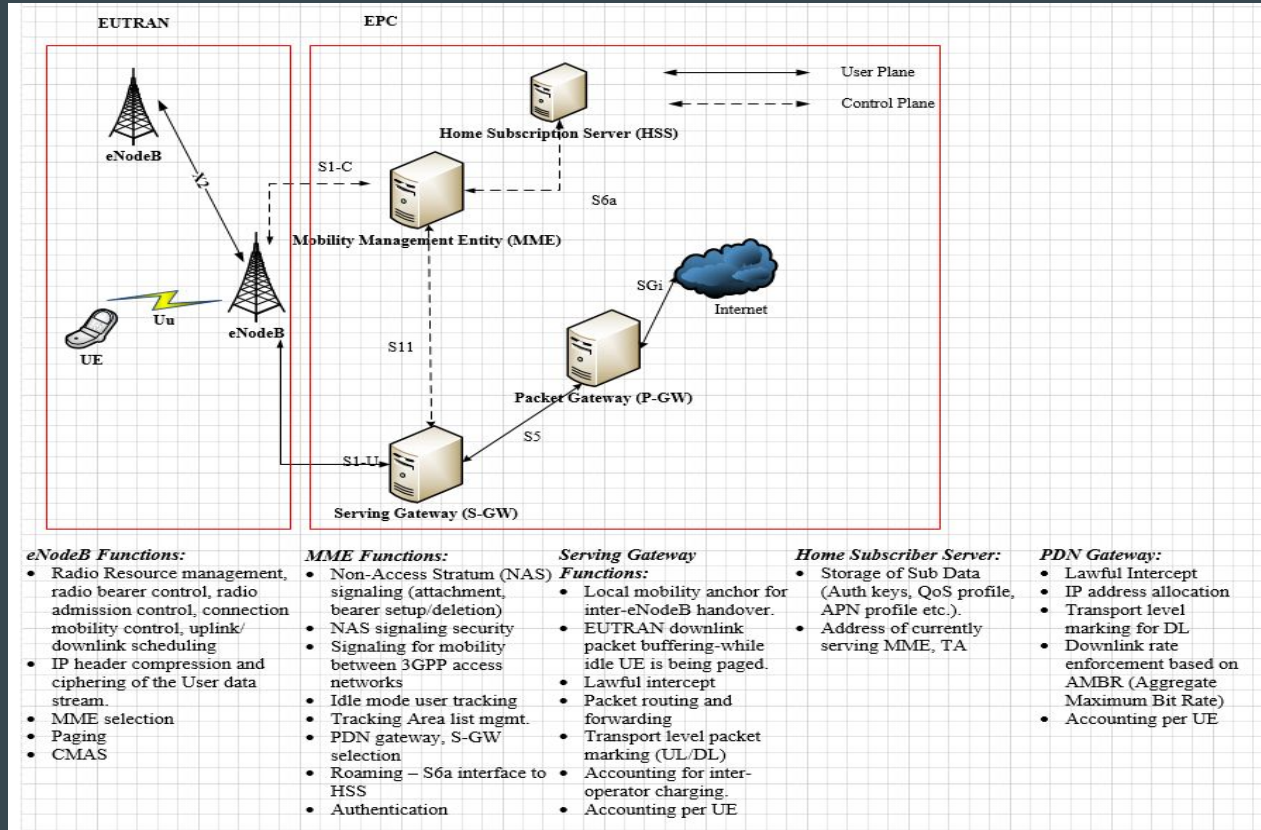 EUTRAN
EPC
User Plane
Control Plane
Home Subscription Server (HSS)
eNodeB
S1-C
X2
S6a
Mobility Management Entity (MME)
SGi
Internet
Uu
eNodeB
UE
S11
Packet Gateway (P-GW)
S5
S1-U
Serving Gateway (S-GW)
eNodeB Functions:
• Radio Resource management,
radio bearer control, radio
admission control, connection
mobility control, uplink/
downlink scheduling
• IP header compression and
ciphering of the User data
stream.
• MME selection
• Paging
• CMAS
MME Functions:
• Non-Access Stratum (NAS)
signaling (attachment,
bearer setup/deletion)
• NAS signaling security
• Signaling for mobility
between 3GPP access
networks
• Idle mode user tracking
• Tracking Area list mgmt.
• PDN gateway, S-GW
selection
• Roaming – S6a interface to
HSS
• Authentication
Serving Gateway
Functions:
• Local mobility anchor for
inter-eNodeB handover.
• EUTRAN downlink
packet buffering-while
idle UE is being paged.
• Lawful intercept
• Packet routing and
forwarding
• Transport level packet
marking (UL/DL)
• Accounting for inter-
operator charging.
• Accounting per UE
Home Subscriber Server:
• Storage of Sub Data
(Auth keys, QoS profile,
APN profile etc.).
• Address of currently
serving MME, TA
PDN Gateway:
• Lawful Intercept
• IP address allocation
• Transport level
marking for DL
• Downlink rate
enforcement based on
AMBR (Aggregate
Maximum Bit Rate)
• Accounting per UE